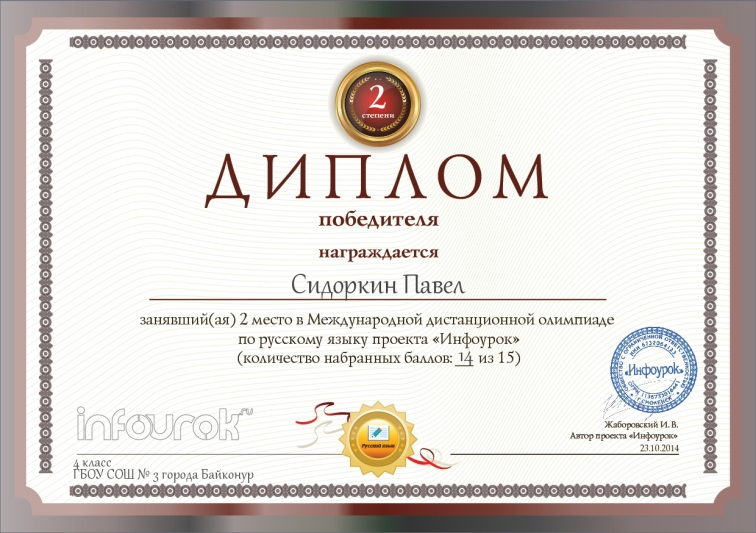 2
СТЕПЕНИ
ДИПЛОМ
победителя
награждается
Сидоркин Павел
занявший(ая) 2 место в Международной дистанционной олимпиаде
по русскому языку проекта «Инфоурок»
(количество набранных баллов: 14 из 15)
«Инфоурок»
infourok.ru
Русский язык
Жаборовский И. В.
Автор проекта «Инфоурок»
23.10.2014
4 класс
ГБОУ СОШ № 3 города Байконур